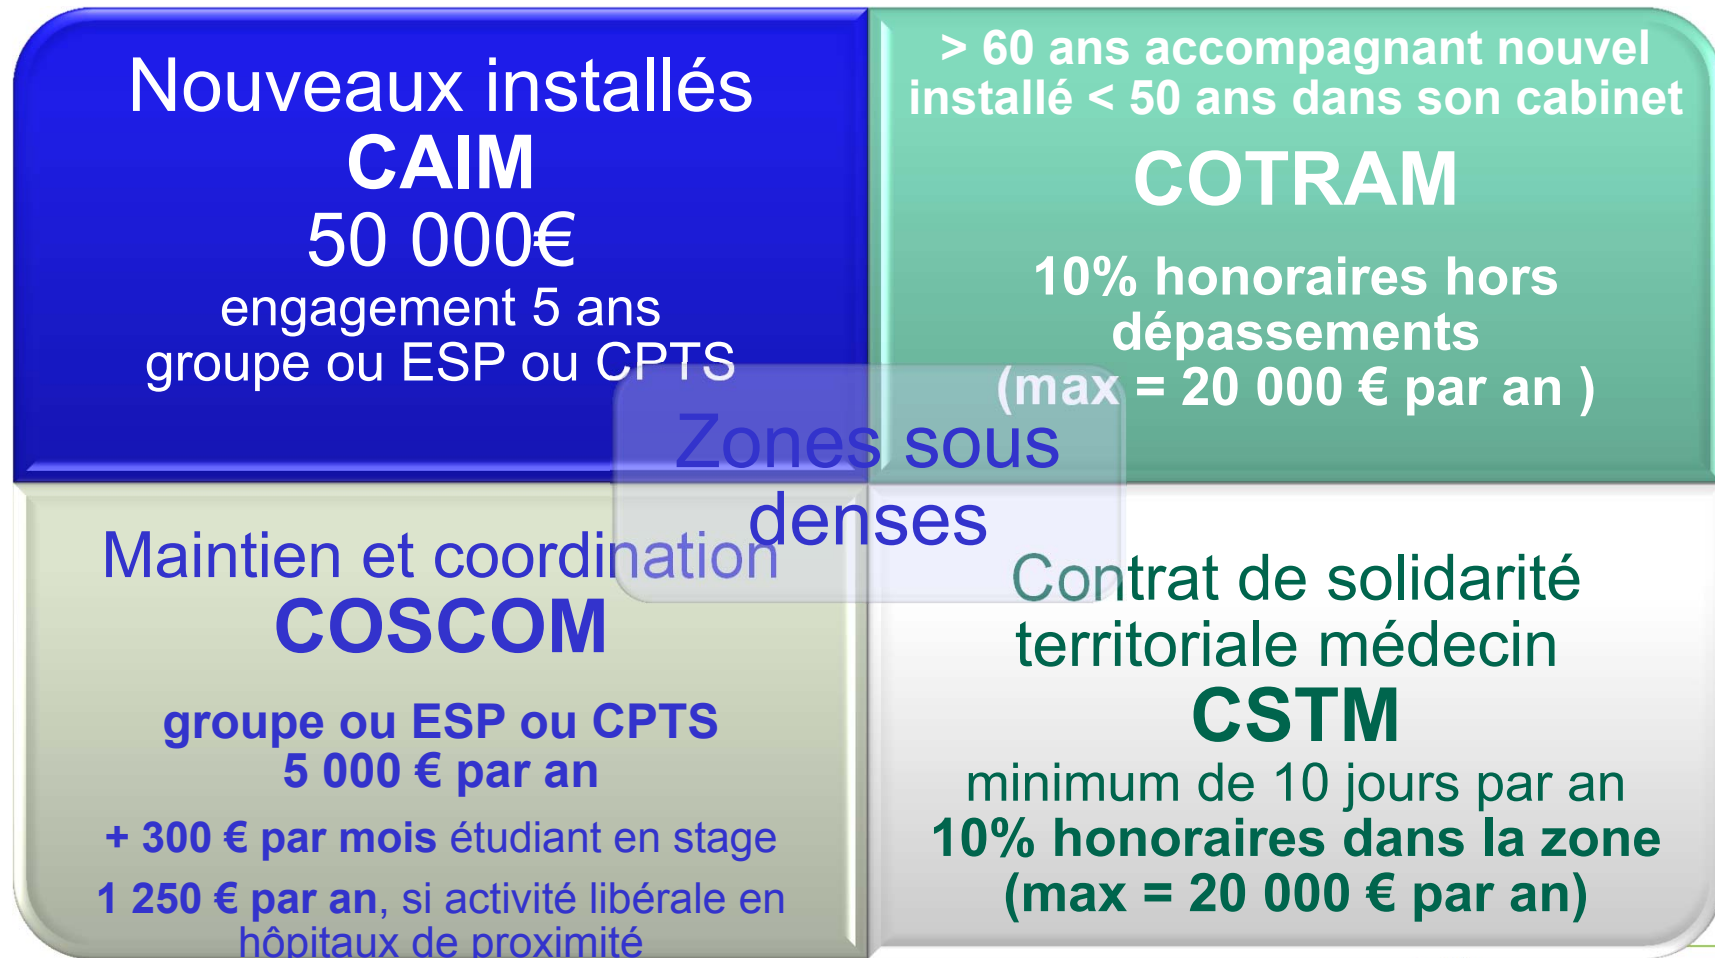 Nouveaux installés
CAIM
50 000€
engagement 5 ans
groupe ou ESP ou CPTS
> 60 ans accompagnant nouvel
installé < 50 ans dans son cabinet
COTRAM
10% honoraires hors
dépassements
(max = 20 000 € par an )
Zones sous
denses
Maintien et coordination
COSCOM
groupe ou ESP ou CPTS
5 000 € par an
+ 300 € par mois étudiant en stage
1 250 € par an, si activité libérale en
hôpitaux de proximité
Contrat de solidarité
territoriale médecin
CSTM
minimum de 10 jours par an
10% honoraires dans la zone
(max = 20 000 € par an)